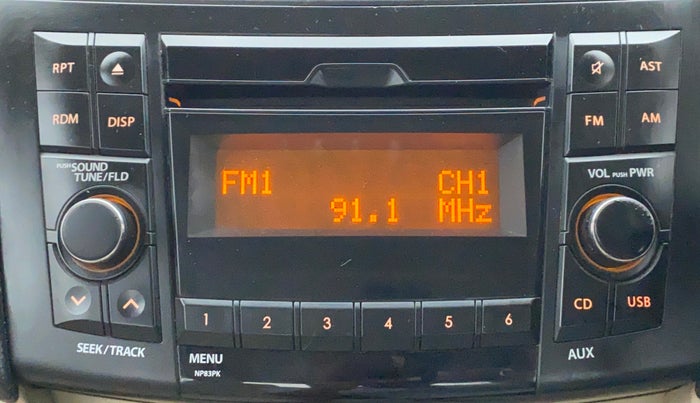 RPT
AST
RDM
DISP
FM
AM
PUSH SOUND
TUNE/FLD
VOL PUSH PWR
FM1 CH1
91.1 MHz
CD
USB
1 2 3 4 5 6
SEEK/TRACK
MENU
AUX
NP83PK